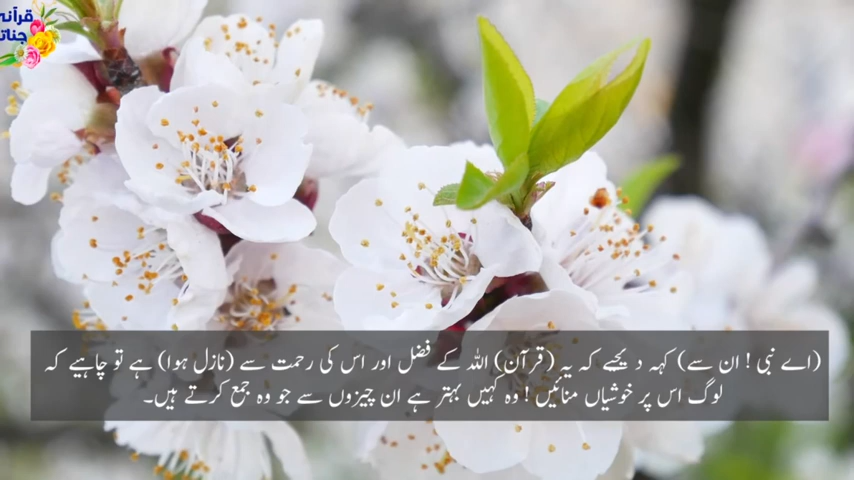 قرآنی
(اے نبی ! ان سے) کہہ دیجیے کہ یہ (قرآن) اللہ کے فضل اور اس کی رحمت سے (نازل ہوا) ہے تو چاہیے کہ
لوگ اس پر خوشیاں منائیں ! وہ کہیں بہتر ہے ان چیزوں سے جو وہ جمع کرتے ہیں۔